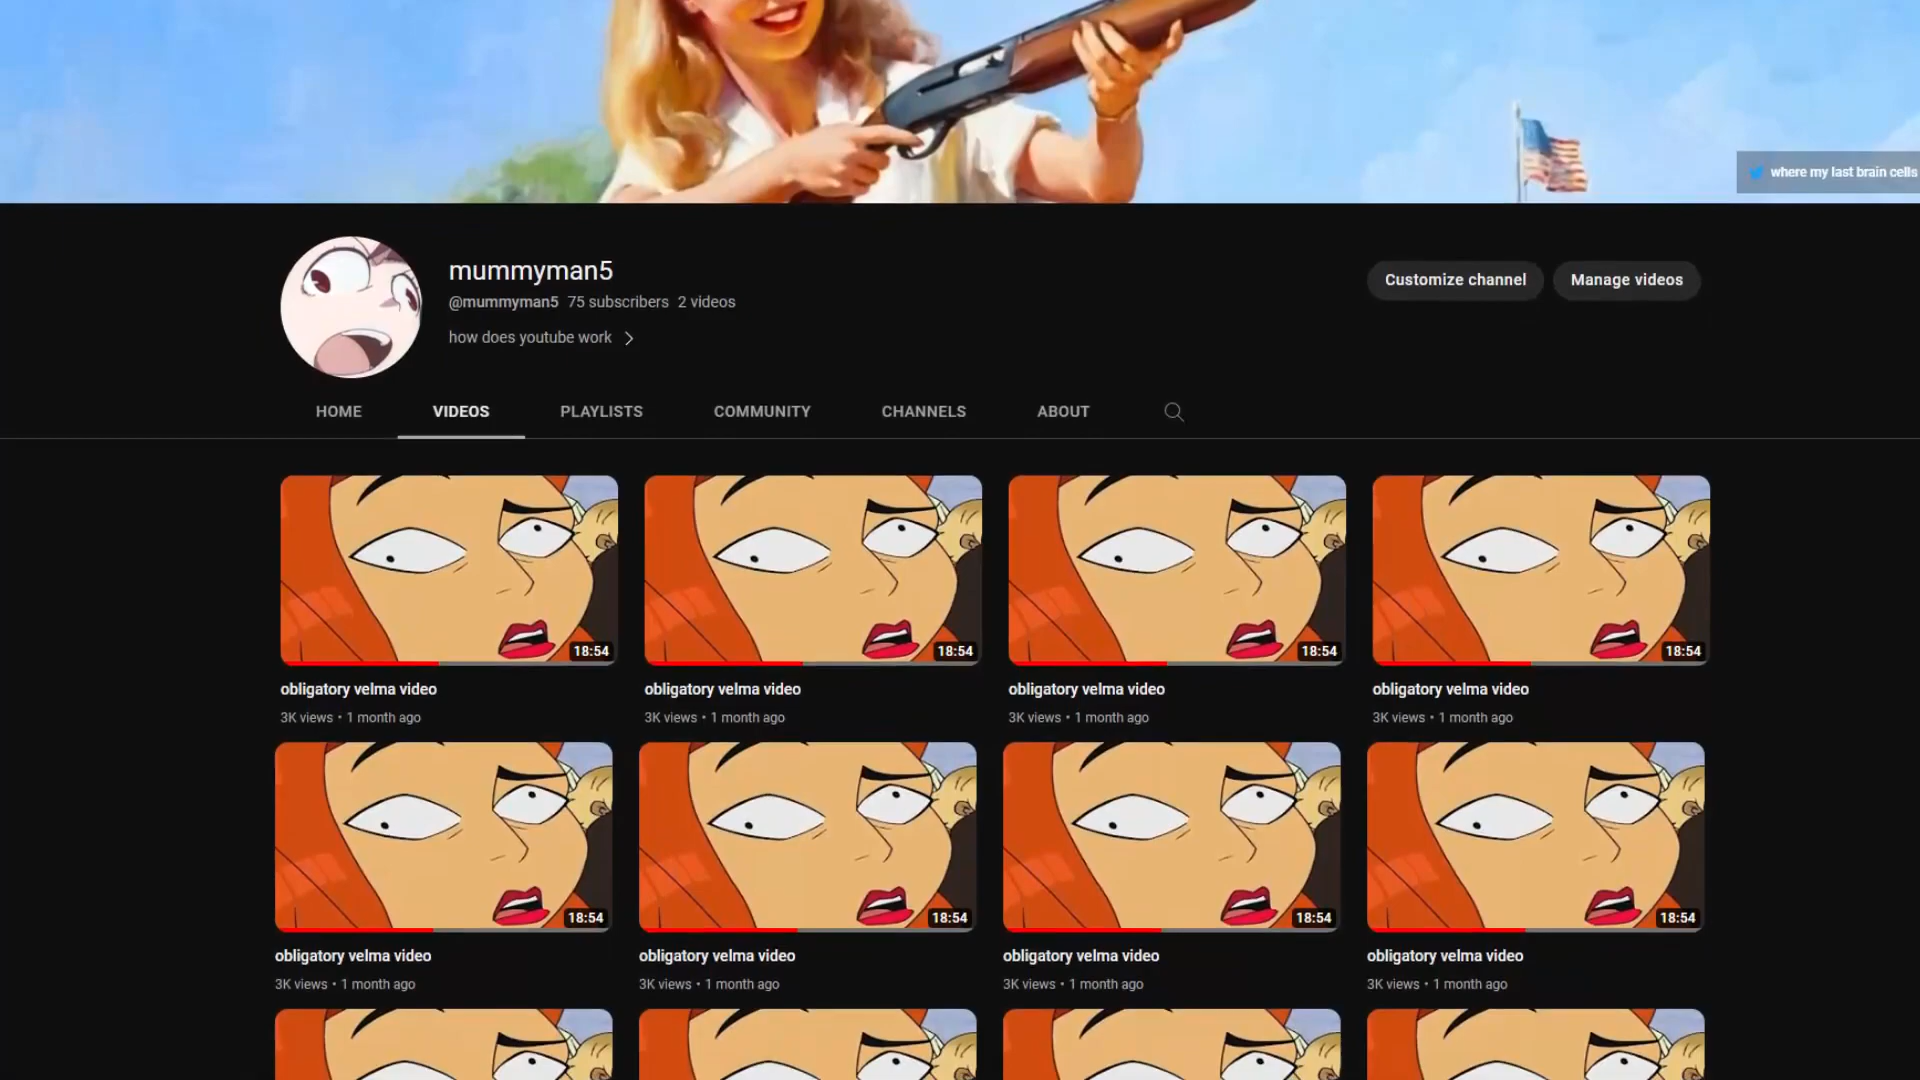 where my last brain cells
mummyman5
@mummyman5 75 subscribers 2 videos
how does youtube work
Customize channel
Manage videos
HOME VIDEOS PLAYLISTS COMMUNITY CHANNELS ABOUT
18:54 18:54 18:54 18:54
obligatory velma video obligatory velma video obligatory velma video obligatory velma video
3K views • 1 month ago 3K views • 1 month ago 3K views • 1 month ago 3K views • 1 month ago
18:54 18:54 18:54 18:54
obligatory velma video obligatory velma video obligatory velma video obligatory velma video
3K views • 1 month ago 3K views • 1 month ago 3K views • 1 month ago 3K views • 1 month ago